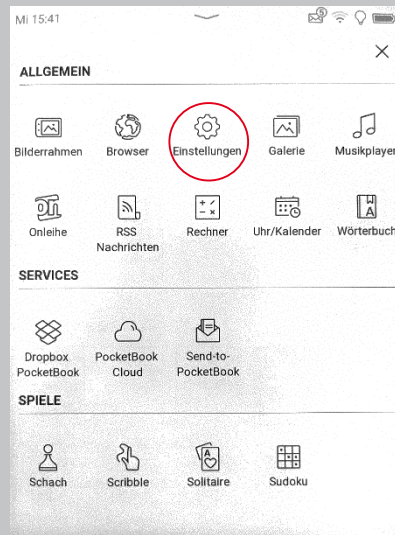 Mi 15:41
5
ALLGEMEIN
Bilderrahmen Browser Einstellungen Galerie Musikplayer
Onleihe RSS Nachrichten Rechner Uhr/Kalender Wörterbuch
SERVICES
Dropbox PocketBook PocketBook Cloud Send-to-PocketBook
SPIELE
Schach Scribble Solitaire Sudoku